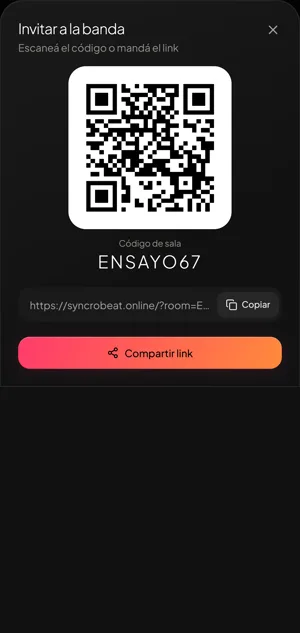 Invitar a la banda
Escaneá el código o mandá el link
Código de sala
ENSAYO67
https://syncrobeat.online/?room=E...
Copiar
Compartir link